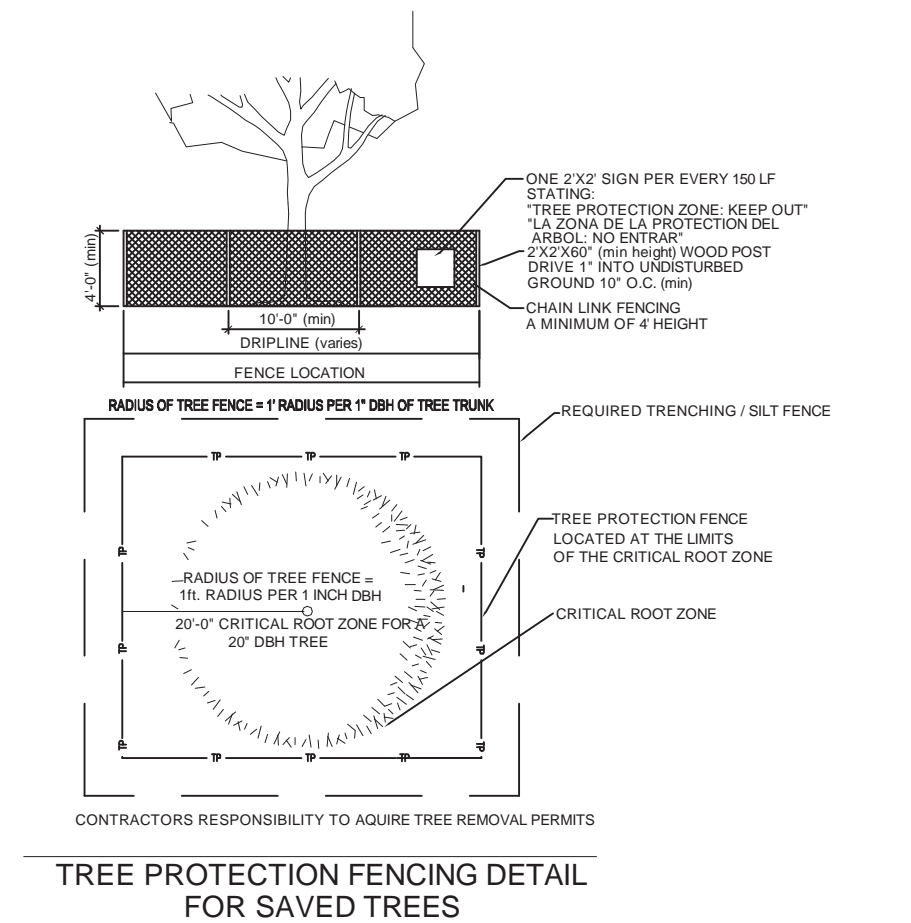 ONE 2'X2' SIGN PER EVERY 150 LF
STATING:
"TREE PROTECTION ZONE: KEEP OUT"
"LA ZONA DE LA PROTECTION DEL
ARBOL: NO ENTRAR"
2'X2'X60" (min height) WOOD POST
DRIVE 1" INTO UNDISTURBED
GROUND 10" O.C. (min)
CHAIN LINK FENCING
A MINIMUM OF 4' HEIGHT
4'-0" (min)
10'-0" (min)
DRIPLINE (varies)
FENCE LOCATION
RADIUS OF TREE FENCE = 1' RADIUS PER 1" DBH OF TREE TRUNK
REQUIRED TRENCHING / SILT FENCE
TP TP TP
TP
TP
TREE PROTECTION FENCE
LOCATED AT THE LIMITS
OF THE CRITICAL ROOT ZONE
RADIUS OF TREE FENCE =
1ft. RADIUS PER 1 INCH DBH
20'-0" CRITICAL ROOT ZONE FOR A
20" DBH TREE
CRITICAL ROOT ZONE
TP
TP
TP
TP
TP TP TP
CONTRACTORS RESPONSIBILITY TO AQUIRE TREE REMOVAL PERMITS
TREE PROTECTION FENCING DETAIL
FOR SAVED TREES